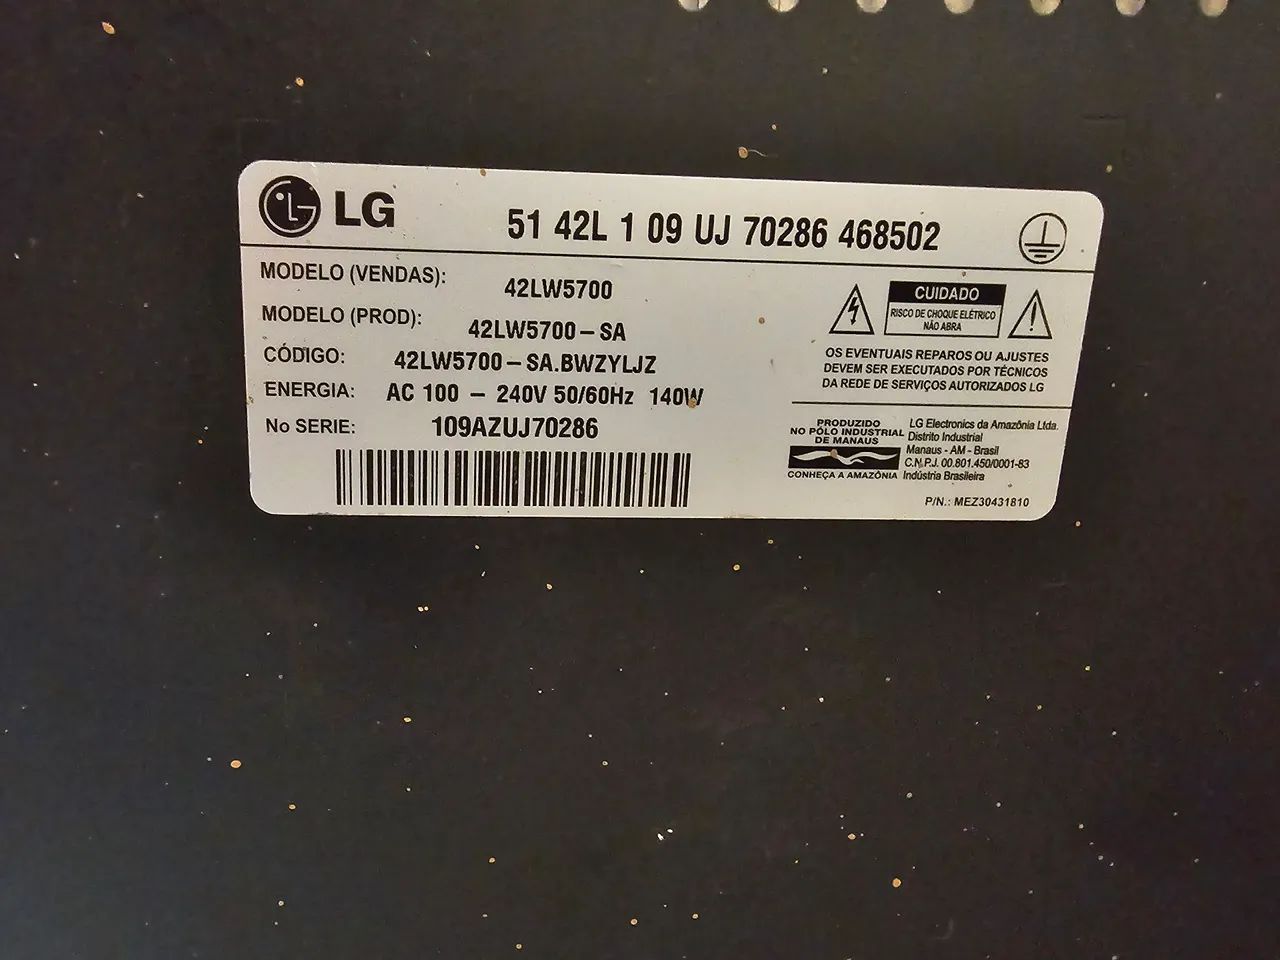 LG 51 42L 1 09 UJ 70286 468502
MODELO (VENDAS): 42LW5700
MODELO (PROD): 42LW5700-SA
CÓDIGO: 42LW5700-SA.BWZYLJZ
ENERGIA: AC 100 - 240V 50/60Hz 140W
No SERIE: 109AZUJ70286
CUIDADO
RISCO DE CHOQUE ELÉTRICO
NÃO ABRA
OS EVENTUAIS REPAROS OU AJUSTES
DEVEM SER EXECUTADOS POR TÉCNICOS
DA REDE DE SERVIÇOS AUTORIZADOS LG
PRODUZIDO
NO PÓLO INDUSTRIAL
DE MANAUS
CONHEÇA A AMAZÔNIA
LG Electronics da Amazônia Ltda.
Distrito Industrial
Manaus - AM - Brasil
C.N.P.J. 00.801.450/0001-83
Indústria Brasileira
P/N.: MEZ30431810